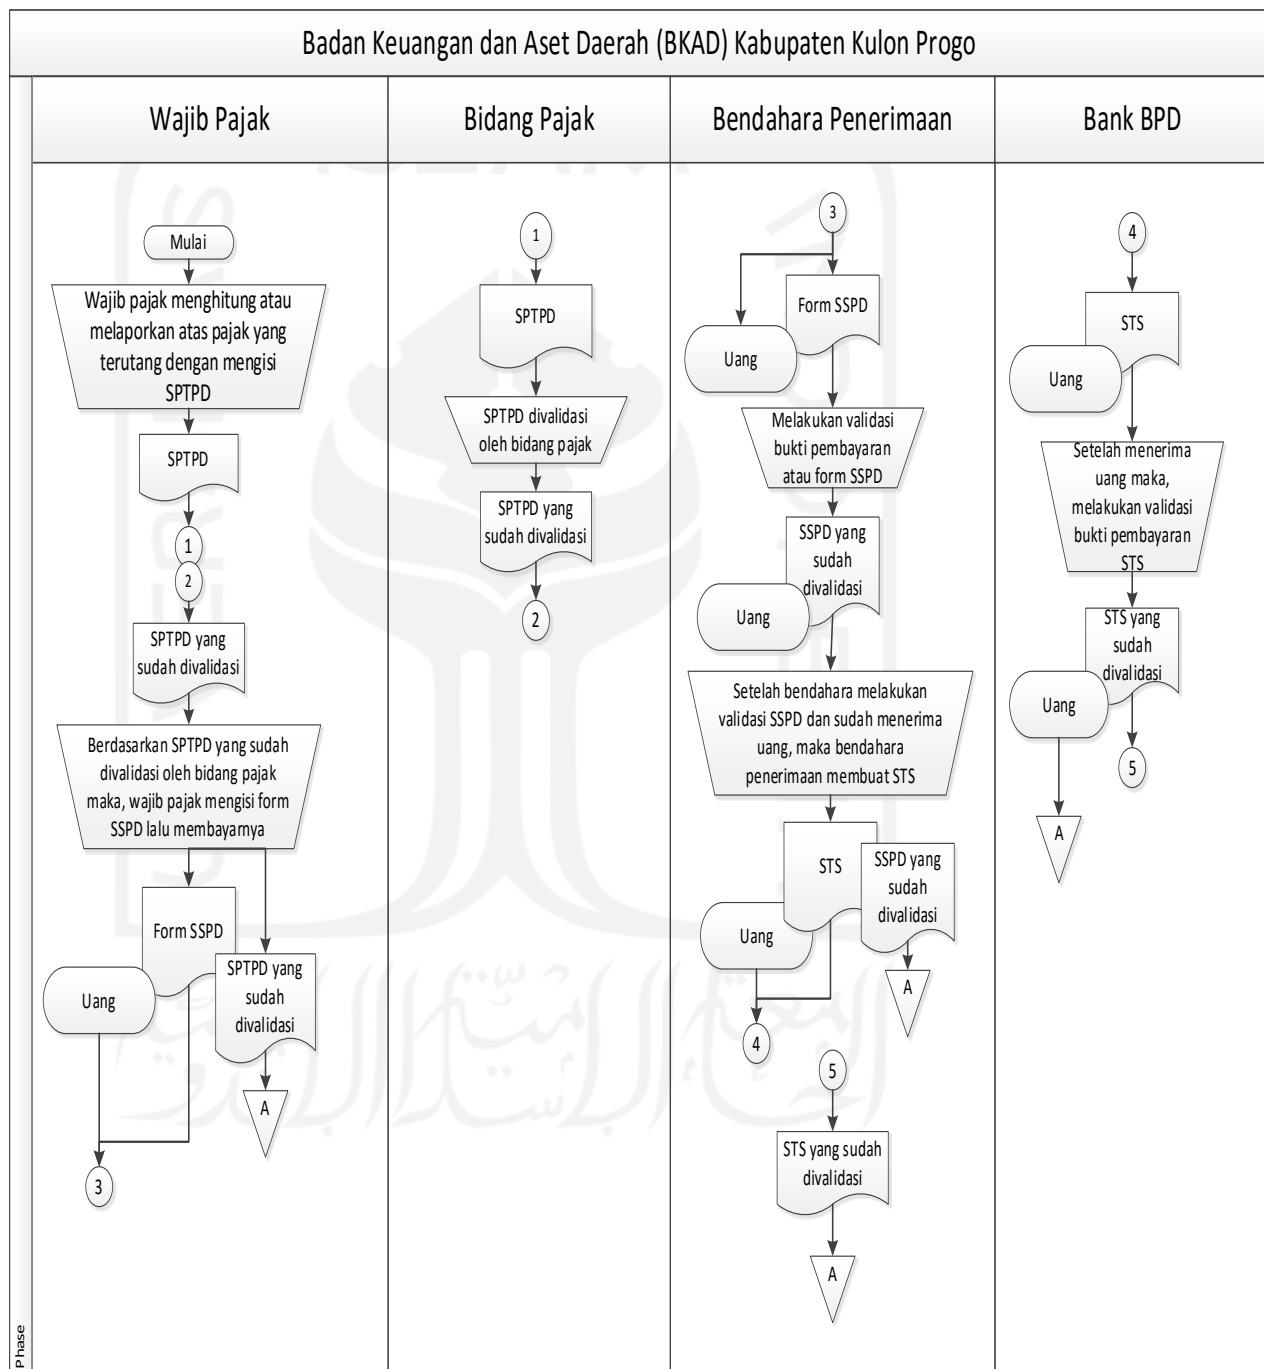 Badan Keuangan dan Aset Daerah (BKAD) Kabupaten Kulon Progo
Phase
Wajib Pajak
Mulai
Wajib pajak menghitung atau
melaporkan atas pajak yang
terutang dengan mengisi
SPTPD
SPTPD
1
2
SPTPD yang
sudah divalidasi
Berdasarkan SPTPD yang sudah
divalidasi oleh bidang pajak
maka, wajib pajak mengisi form
SSPD lalu membayarnya
Form SSPD
Uang
SPTPD yang
sudah
divalidasi
A
3
Bidang Pajak
1
SPTPD
SPTPD divalidasi
oleh bidang pajak
SPTPD yang
sudah divalidasi
2
Bendahara Penerimaan
3
Form SSPD
Uang
Melakukan validasi
bukti pembayaran
atau form SSPD
SSPD yang
sudah
divalidasi
Uang
Setelah bendahara melakukan
validasi SSPD dan sudah menerima
uang, maka bendahara
penerimaan membuat STS
STS
SSPD yang
sudah
divalidasi
Uang
A
4
5
STS yang sudah
divalidasi
A
Bank BPD
4
STS
Uang
Setelah menerima
uang maka,
melakukan validasi
bukti pembayaran
STS
STS yang
sudah
divalidasi
Uang
5
A